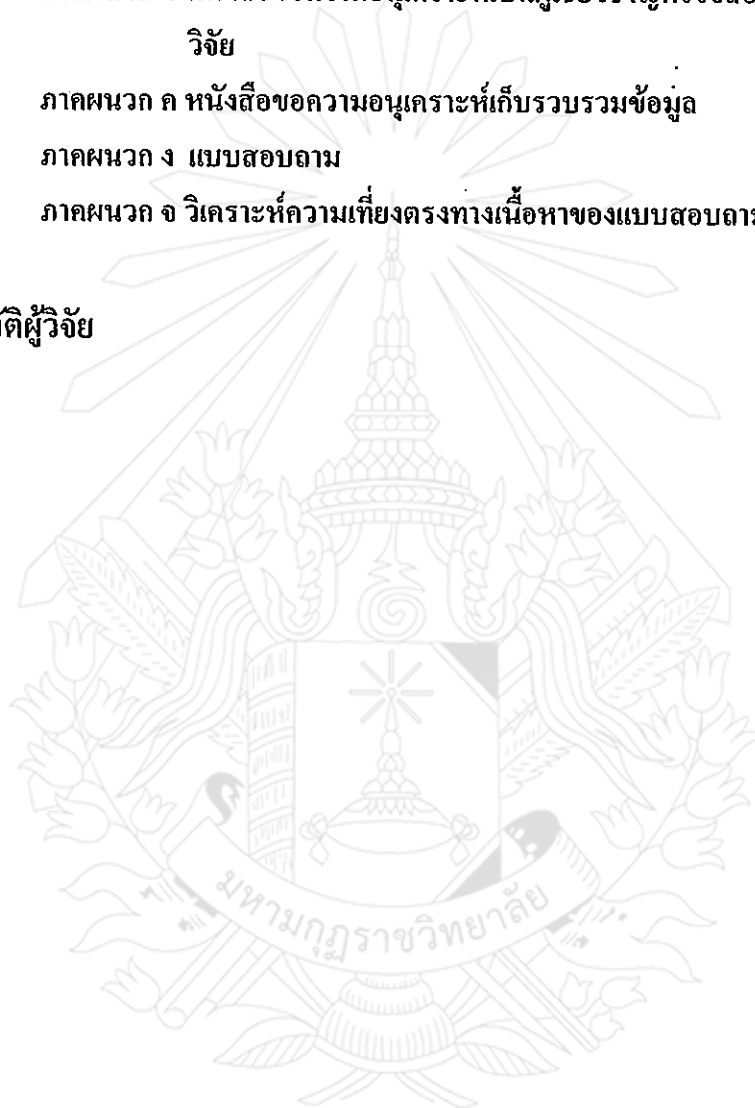 วิจัย
ภาคผนวก ค หนังสือขอความอนุเคราะห์เก็บรวบรวมข้อมูล
ภาคผนวก ง แบบสอบถาม
ภาคผนวก จ วิเคราะห์ความเที่ยงตรงทางเนื้อหาของแบบสอบถาม
ผู้วิจัย
มหามกุฏราชวิทยาลัย